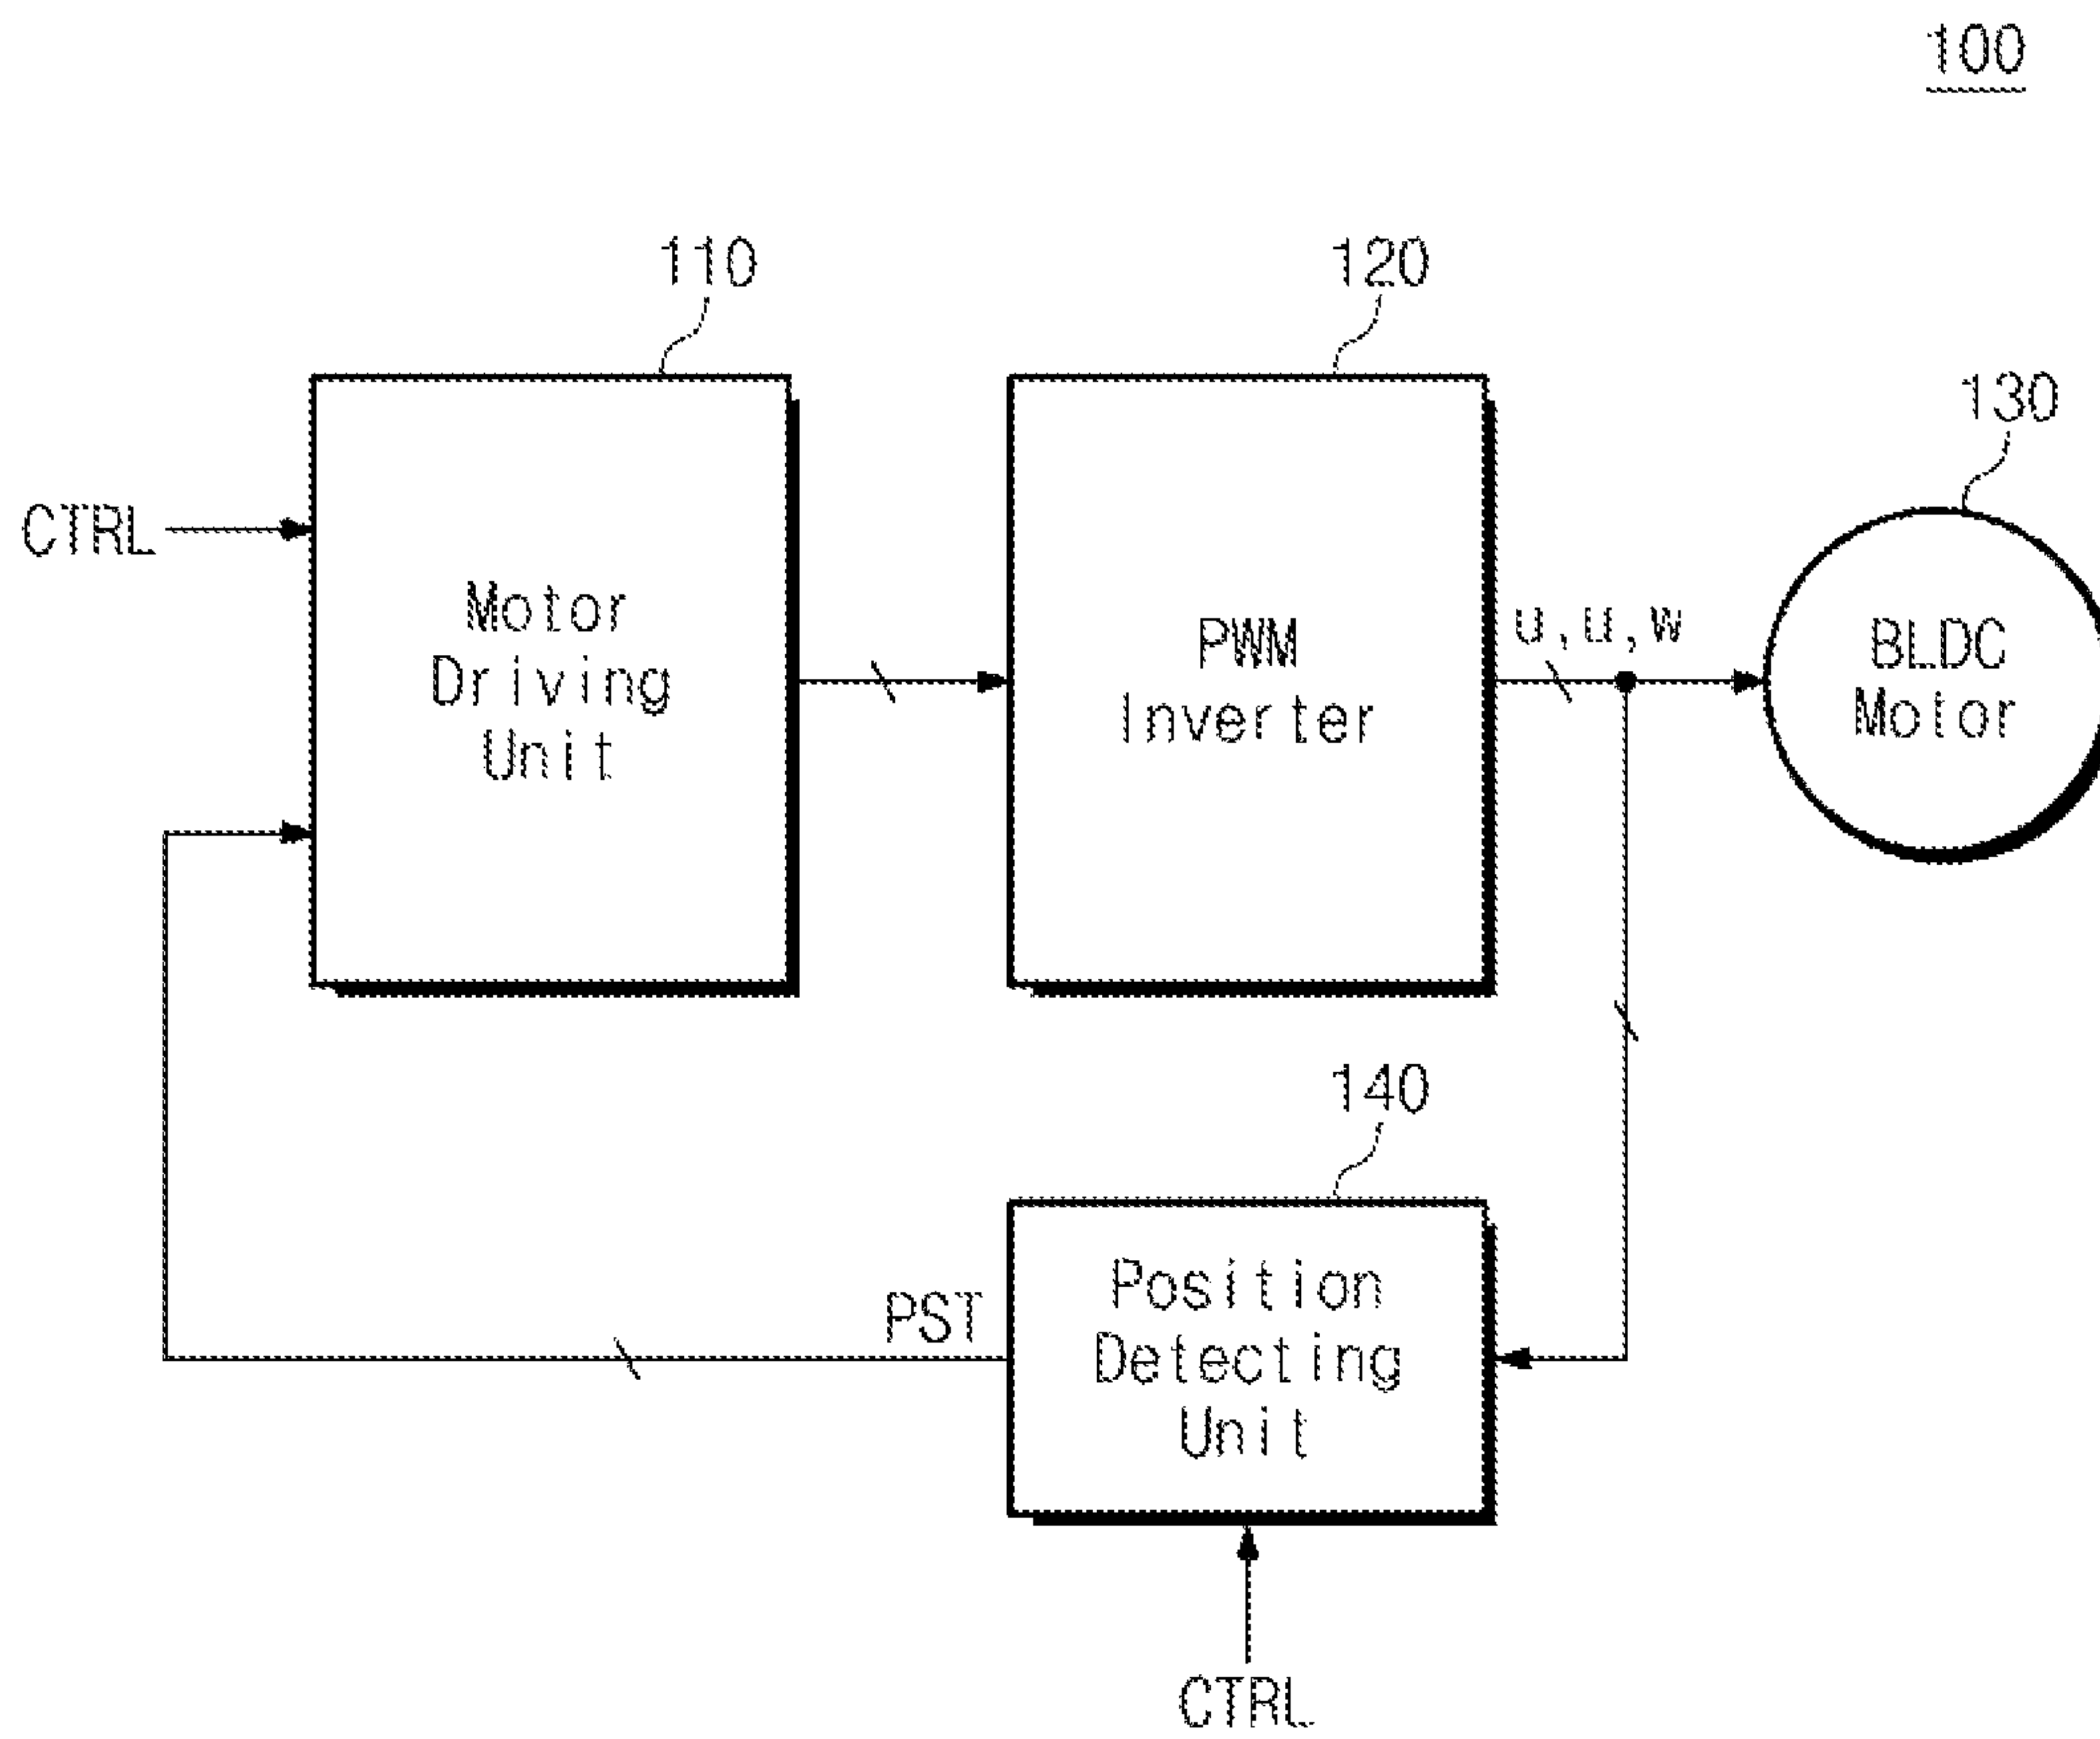 100
110
120
130
CTRL
Motor
Driving
Unit
PWM
Inverter
u,u,w
BLDC
Motor
140
PST
Position
Detecting
Unit
CTRL